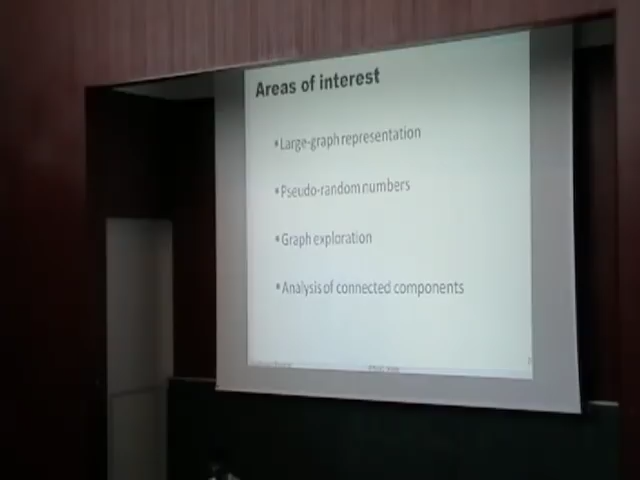 Areas of interest
•Large-graph representation
•Pseudo-random numbers
•Graph exploration
•Analysis of connected components